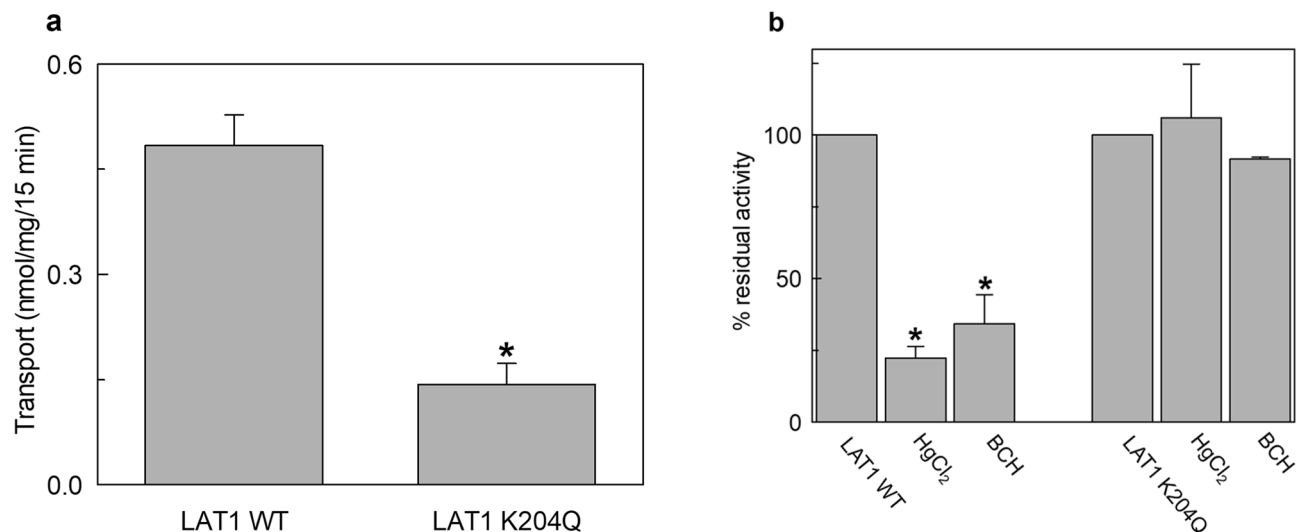 a
Transport (nmol/mg/15 min)
0.6
0.3
0.0
*
LAT1 WT
LAT1 K204Q
b
% residual activity
100
50
0
*
*
LAT1 WT
HgCl₂
BCH
LAT1 K204Q
HgCl₂
BCH